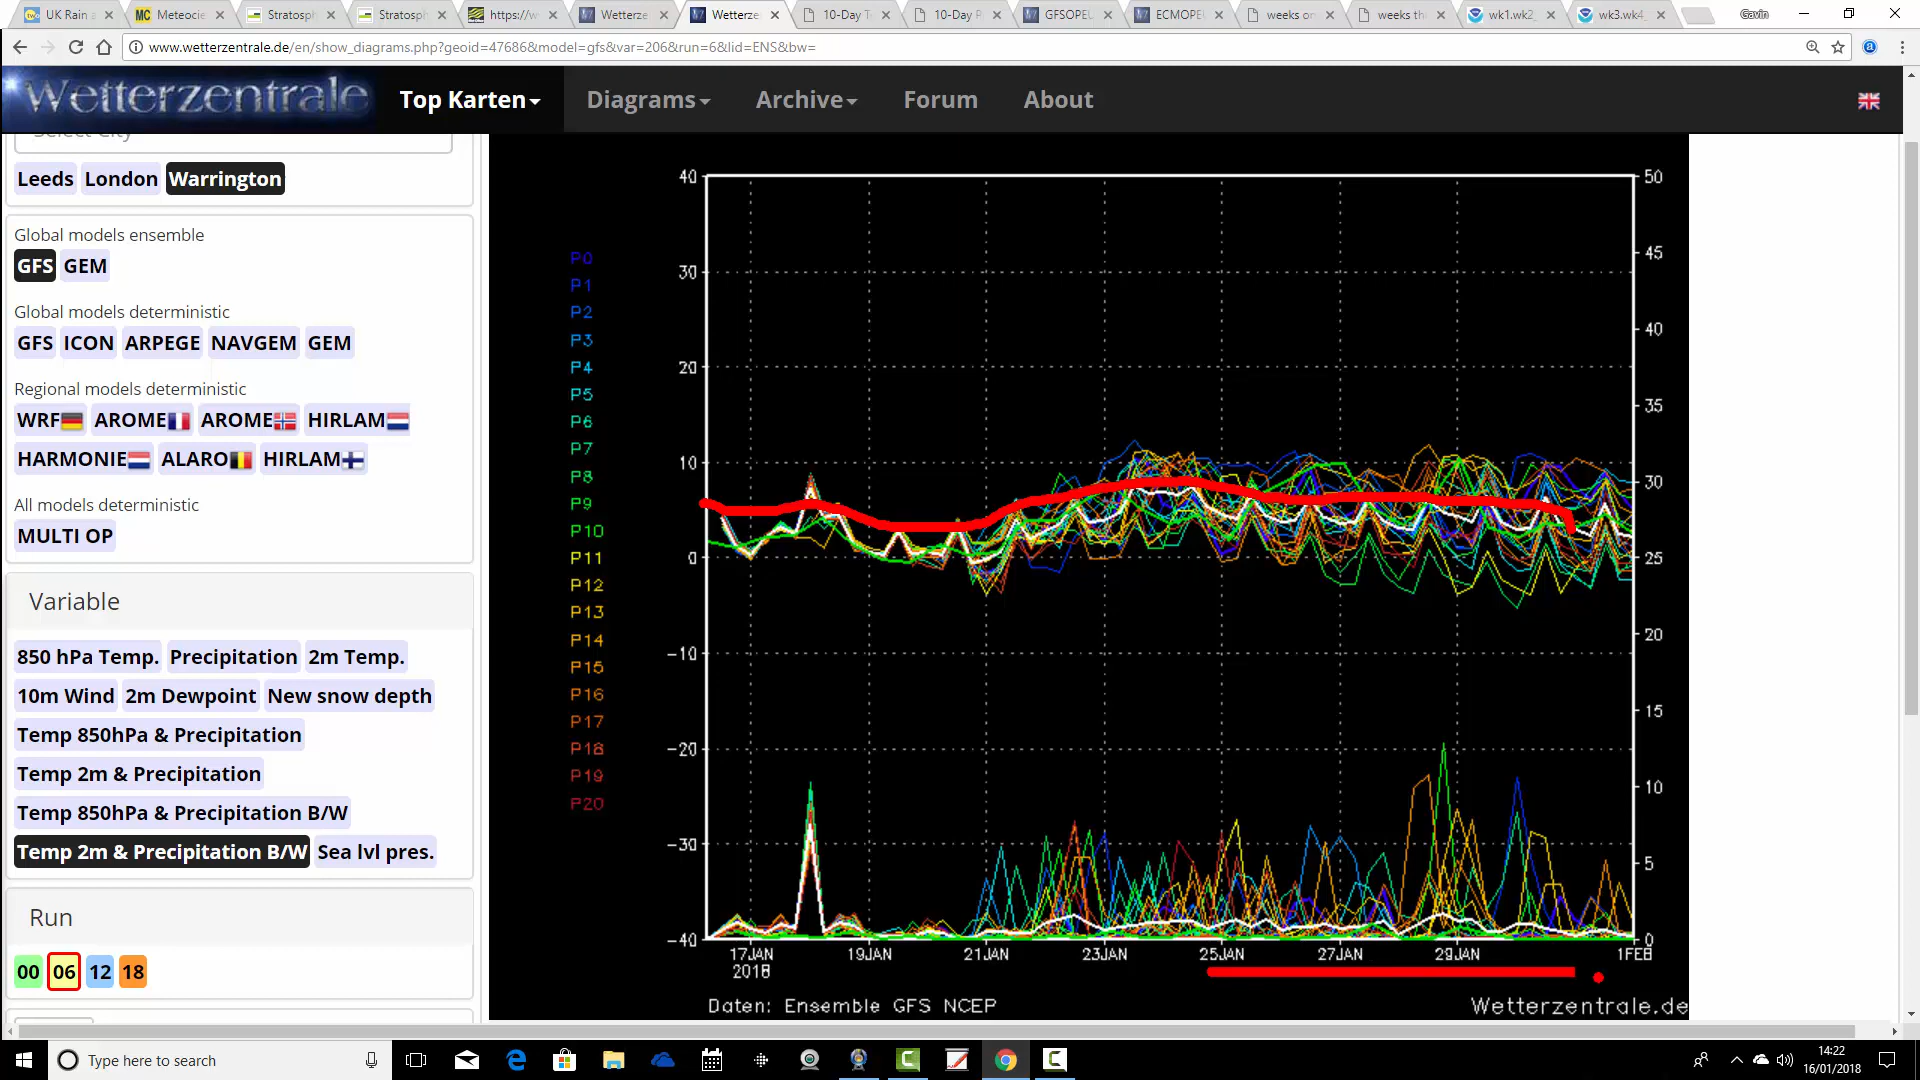 UK Rain a
Meteocie
Stratosph
Stratosph
https://w
Wetterze
Wetterze
10-Day T
10-Day P
GFSOPEU
ECMOPEU
weeks on
weeks th
wk1.wk2_
wk3.wk4_
Gavin
www.wetterzentrale.de/en/show_diagrams.php?geoid=47686&model=gfs&var=206&run=6&lid=ENS&bw=
Wetterzentrale
Top Karten
Diagrams
Archive
Forum
About
Select City
Leeds London Warrington
Global models ensemble
GFS GEM
Global models deterministic
GFS ICON ARPEGE NAVGEM GEM
Regional models deterministic
WRF AROME AROME HIRLAM
HARMONIE ALARO HIRLAM
All models deterministic
MULTI OP
Variable
850 hPa Temp. Precipitation 2m Temp.
10m Wind 2m Dewpoint New snow depth
Temp 850hPa & Precipitation
Temp 2m & Precipitation
Temp 850hPa & Precipitation B/W
Temp 2m & Precipitation B/W Sea lvl pres.
Run
00 06 12 18
P0
P1
P2
P3
P4
P5
P6
P7
P8
P9
P10
P11
P12
P13
P14
P15
P16
P17
P18
P19
P20
40
30
20
10
0
-10
-20
-30
-40
50
45
40
35
30
25
20
15
10
5
0
17JAN 19JAN 21JAN 23JAN 25JAN 27JAN 29JAN 1FEB
2018
Daten: Ensemble GFS NCEP
Wetterzentrale.de
Type here to search
14:22
16/01/2018